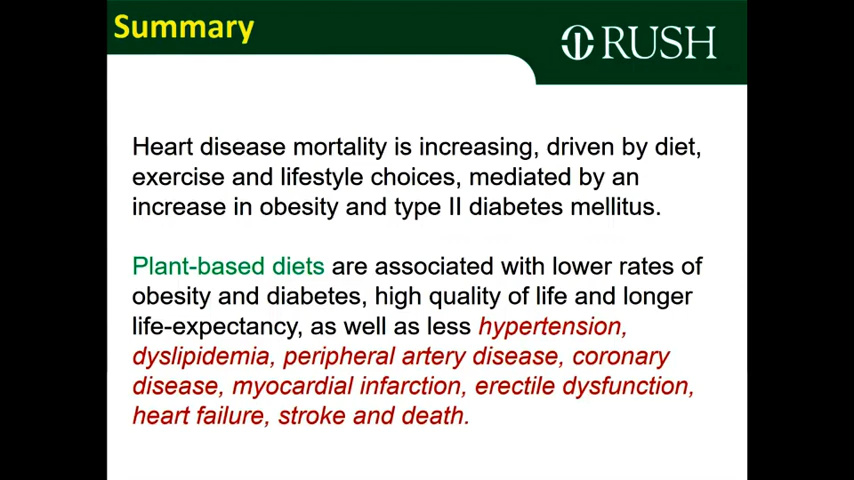 Summary
RUSH
Heart disease mortality is increasing, driven by diet,
exercise and lifestyle choices, mediated by an
increase in obesity and type II diabetes mellitus.
Plant-based diets are associated with lower rates of
obesity and diabetes, high quality of life and longer
life-expectancy, as well as less hypertension,
dyslipidemia, peripheral artery disease, coronary
disease, myocardial infarction, erectile dysfunction,
heart failure, stroke and death.